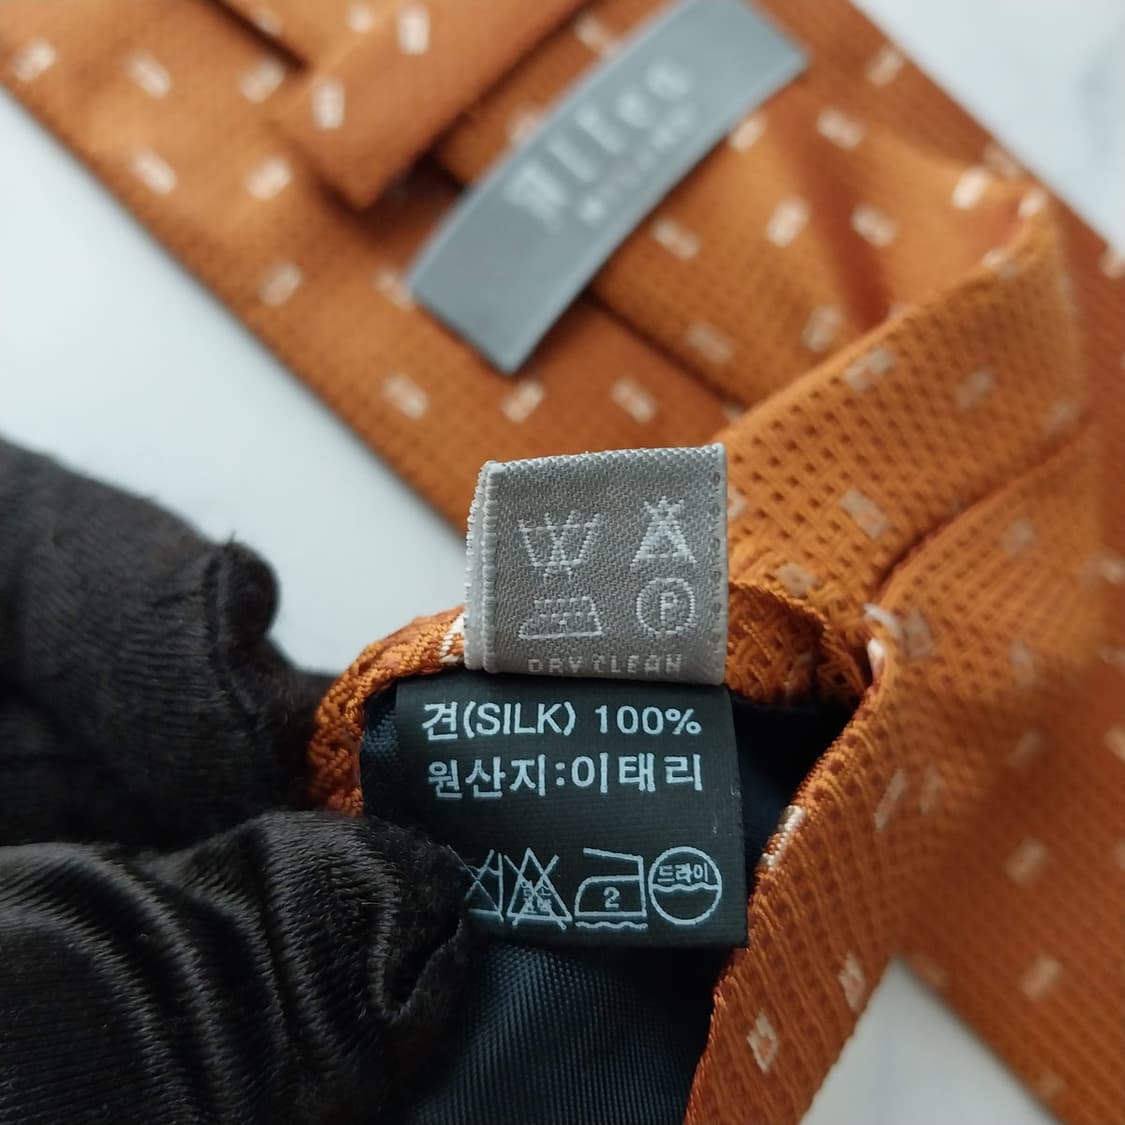 P
DRY CLEAN
견(SILK) 100%
원산지:이태리
2
드라이